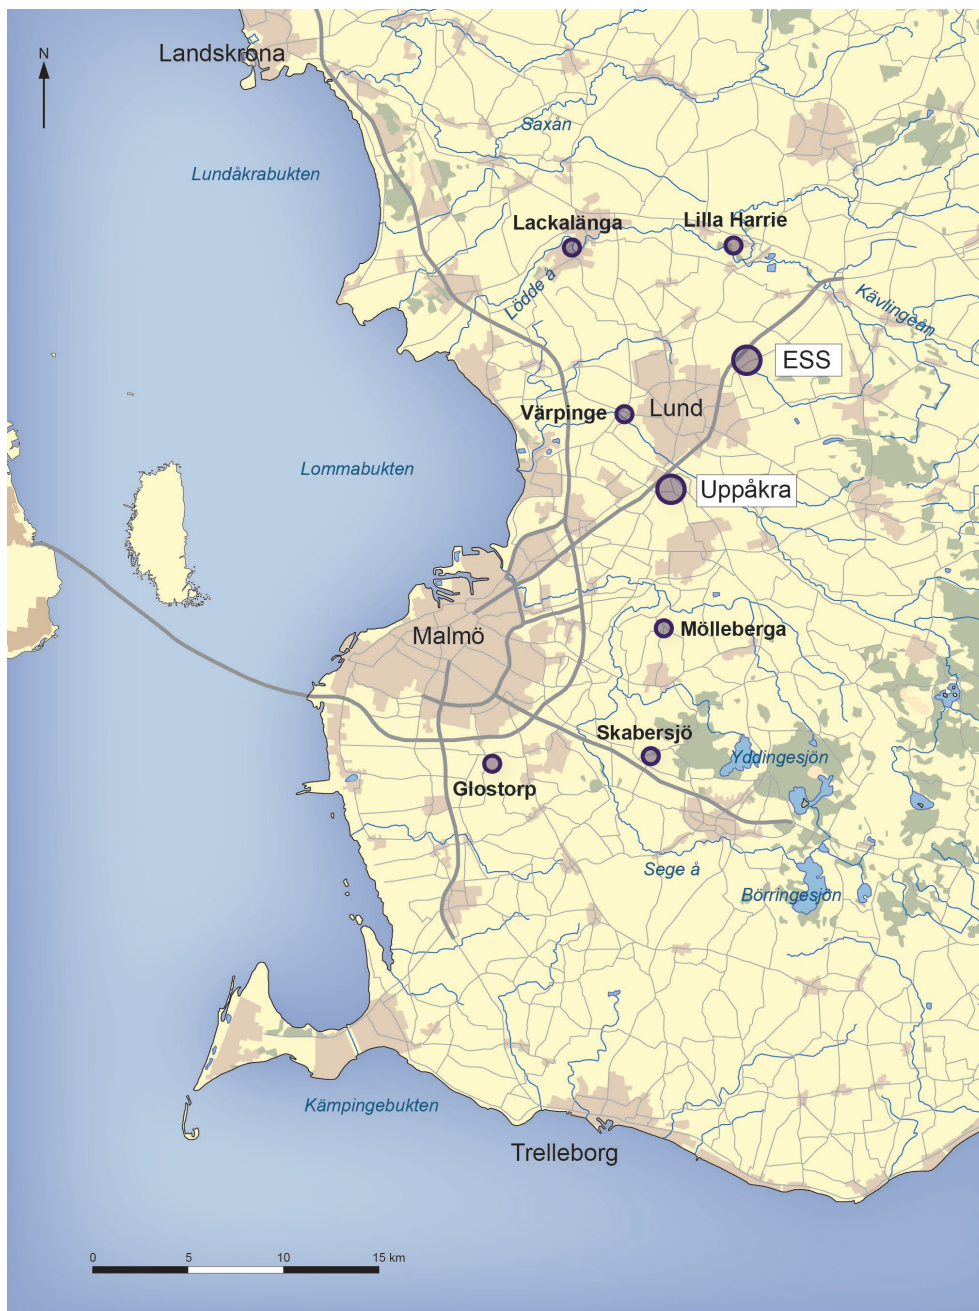 N
Landskrona
Saxån
Lundåkrabukten
Lackalänga
Lilla Harrie
Lödde å
Kävlingeån
ESS
Värpinge
Lund
Lommabukten
Uppåkra
Malmö
Mölleberga
Skabersjö
Yddingesjön
Glostorp
Sege å
Börringesjön
Kämpingebukten
Trelleborg
0 5 10 15 km